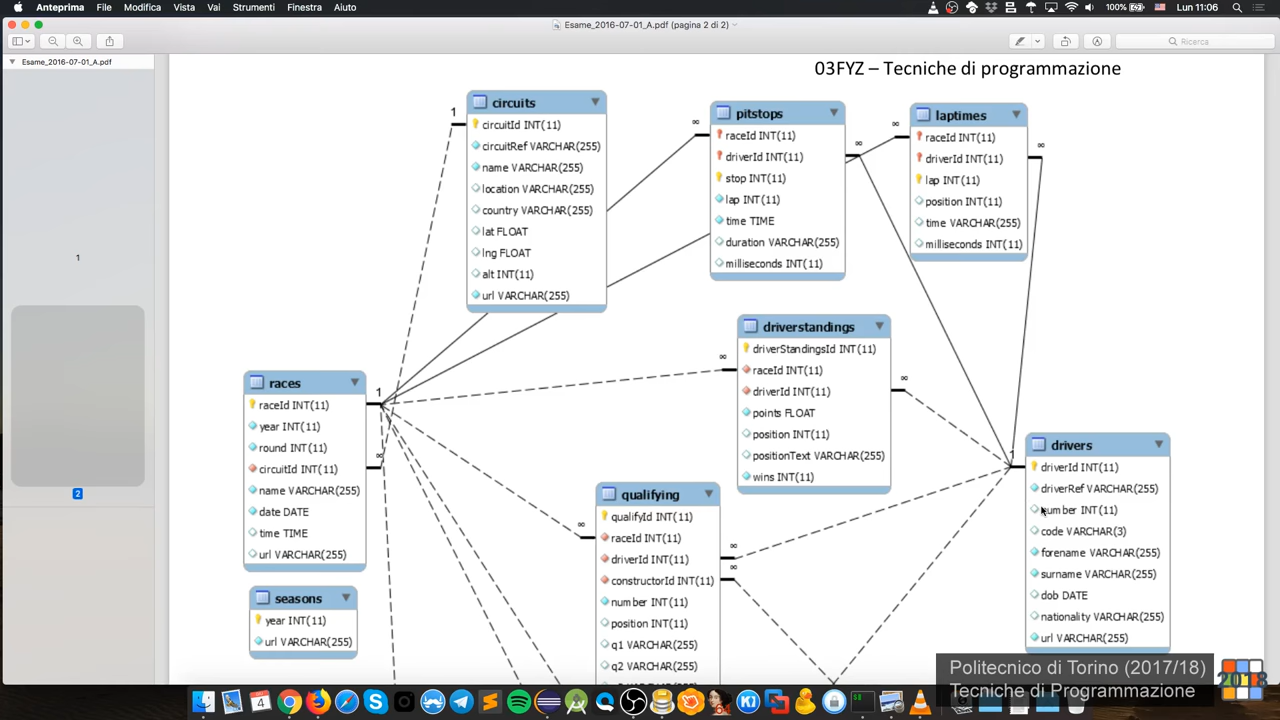 Anteprima File Modifica Vista Vai Strumenti Finestra Aiuto
100% Lun 11:06
Esame_2016-07-01_A.pdf (pagina 2 di 2)
Ricerca
Esame_2016-07-01_A.pdf
1
2
03FYZ – Tecniche di programmazione
circuits
circuitId INT(11)
circuitRef VARCHAR(255)
name VARCHAR(255)
location VARCHAR(255)
country VARCHAR(255)
lat FLOAT
lng FLOAT
alt INT(11)
url VARCHAR(255)
1
pitstops
raceId INT(11)
driverId INT(11)
stop INT(11)
lap INT(11)
time TIME
duration VARCHAR(255)
milliseconds INT(11)
∞
∞
laptimes
raceId INT(11)
driverId INT(11)
lap INT(11)
position INT(11)
time VARCHAR(255)
milliseconds INT(11)
∞
∞
driverstandings
driverStandingsId INT(11)
raceId INT(11)
driverId INT(11)
points FLOAT
position INT(11)
positionText VARCHAR(255)
wins INT(11)
∞
∞
races
raceId INT(11)
year INT(11)
round INT(11)
circuitId INT(11)
name VARCHAR(255)
date DATE
time TIME
url VARCHAR(255)
1
∞
seasons
year INT(11)
url VARCHAR(255)
qualifying
qualifyId INT(11)
raceId INT(11)
driverId INT(11)
constructorId INT(11)
number INT(11)
position INT(11)
q1 VARCHAR(255)
q2 VARCHAR(255)
∞
∞
∞
drivers
driverId INT(11)
driverRef VARCHAR(255)
number INT(11)
code VARCHAR(3)
forename VARCHAR(255)
surname VARCHAR(255)
dob DATE
nationality VARCHAR(255)
url VARCHAR(255)
1
Politecnico di Torino (2017/18)
Tecniche di Programmazione
2018